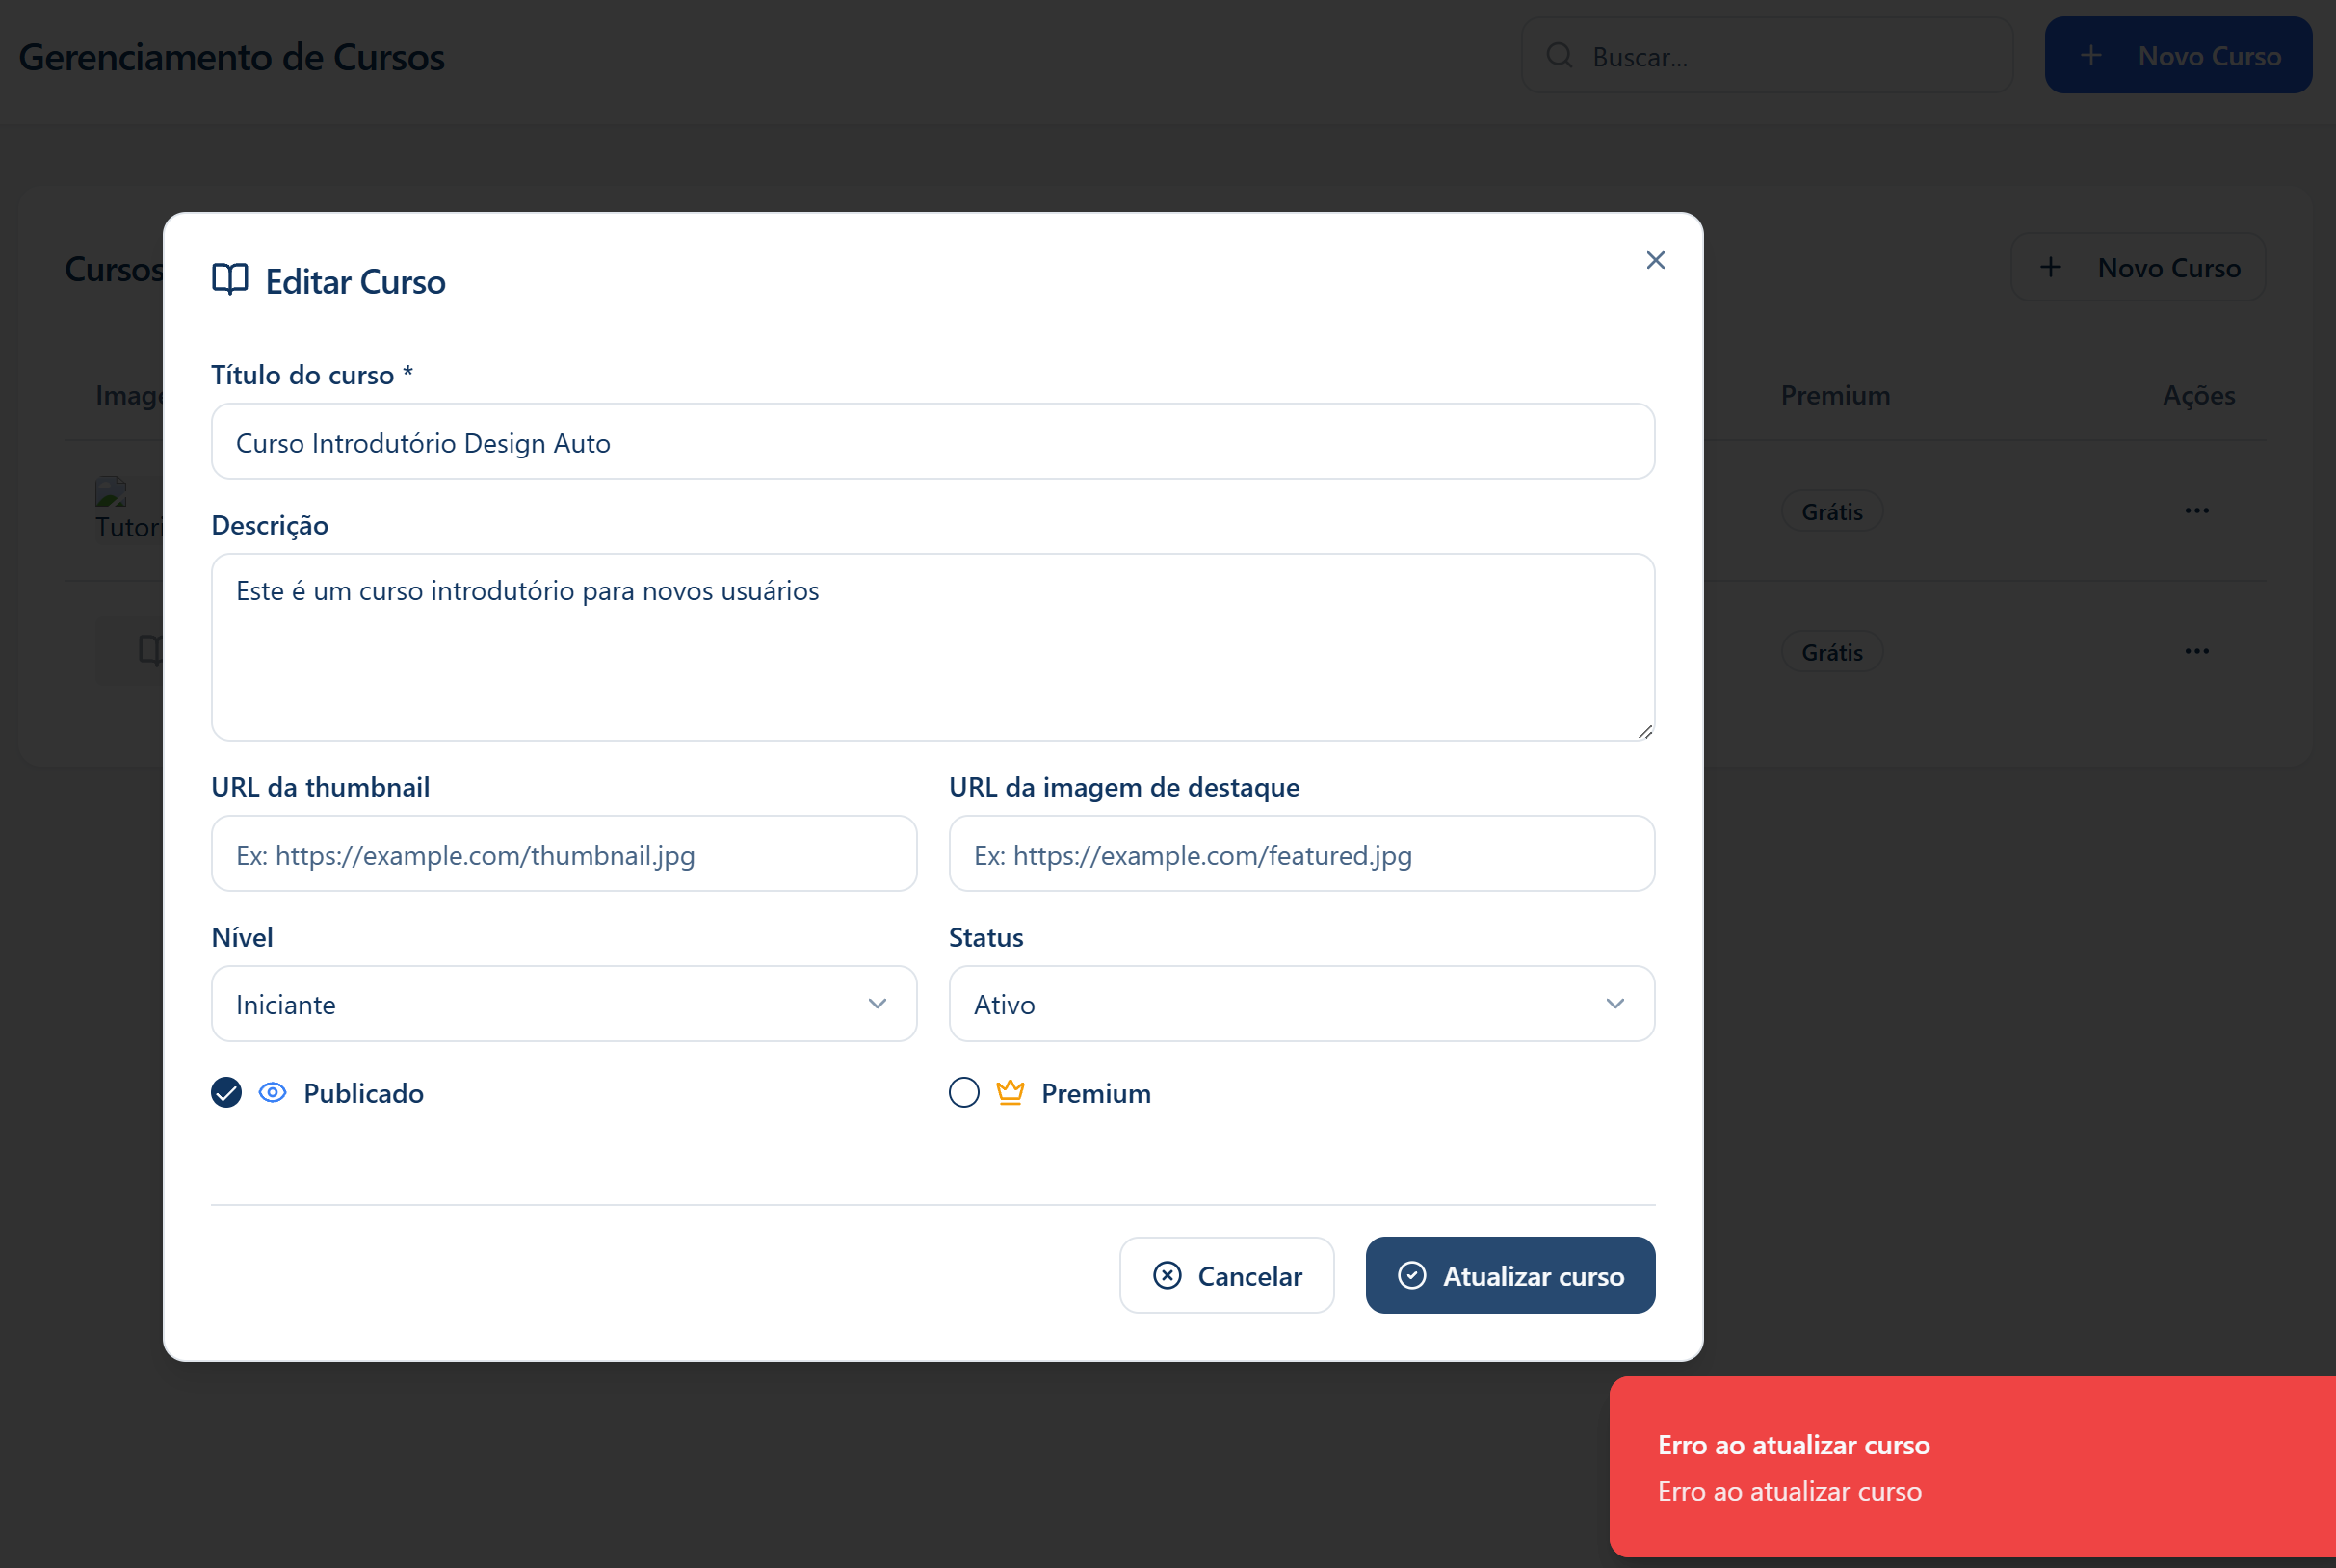 Gerenciamento de Cursos
Buscar...
Novo Curso
Cursos
Novo Curso
Premium
Ações
Grátis
Grátis
Editar Curso
Título do curso *
Curso Introdutório Design Auto
Descrição
Este é um curso introdutório para novos usuários
URL da thumbnail
URL da imagem de destaque
Ex: https://example.com/thumbnail.jpg
Ex: https://example.com/featured.jpg
Nível
Status
Iniciante
Ativo
Publicado
Premium
Cancelar
Atualizar curso
Erro ao atualizar curso
Erro ao atualizar curso